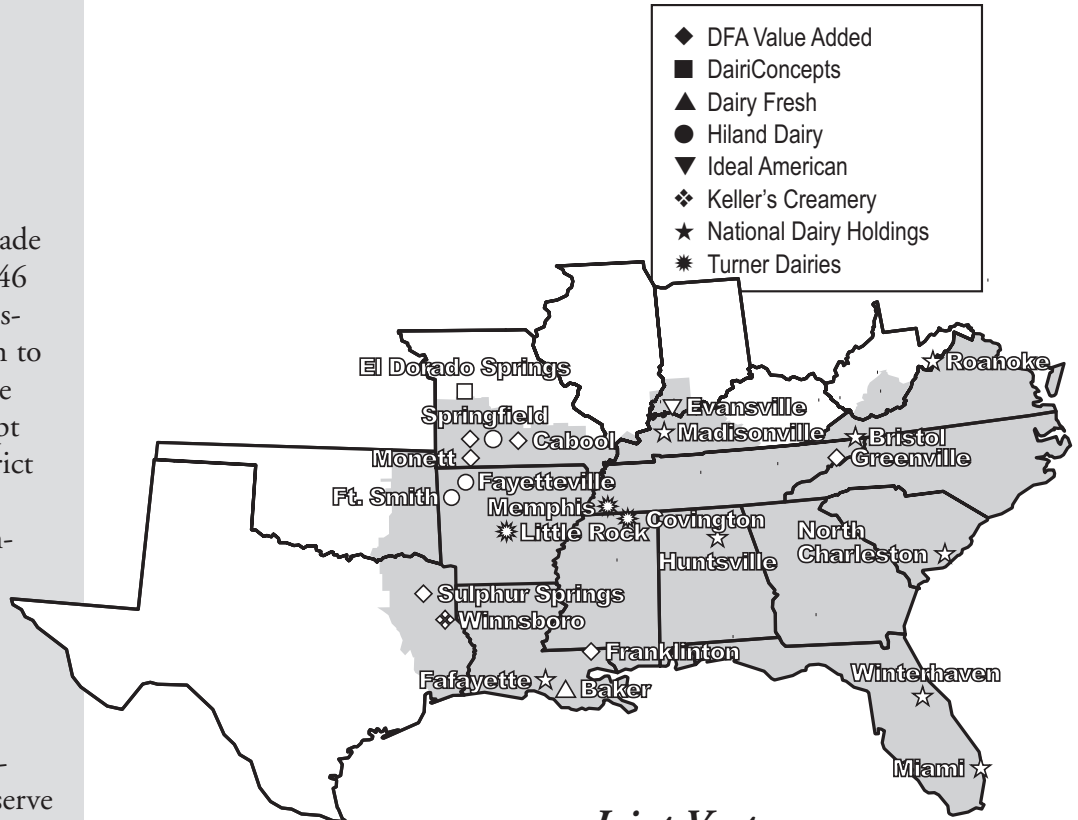 DFA Value Added
DairiConcepts
Dairy Fresh
Hiland Dairy
Ideal American
Keller's Creamery
National Dairy Holdings
Turner Dairies
ade
46
s-
n to
e
pt
rict
n-
-
serve
El Dorado Springs
Springfield
Cabool
Monett
Fayetteville
Ft. Smith
Memphis
Little Rock
Covington
Huntsville
Evansville
Madisonville
Roanoke
Bristol
Greenville
North
Charleston
Sulphur Springs
Winnsboro
Franklinton
Fafayette
Baker
Winterhaven
Miami